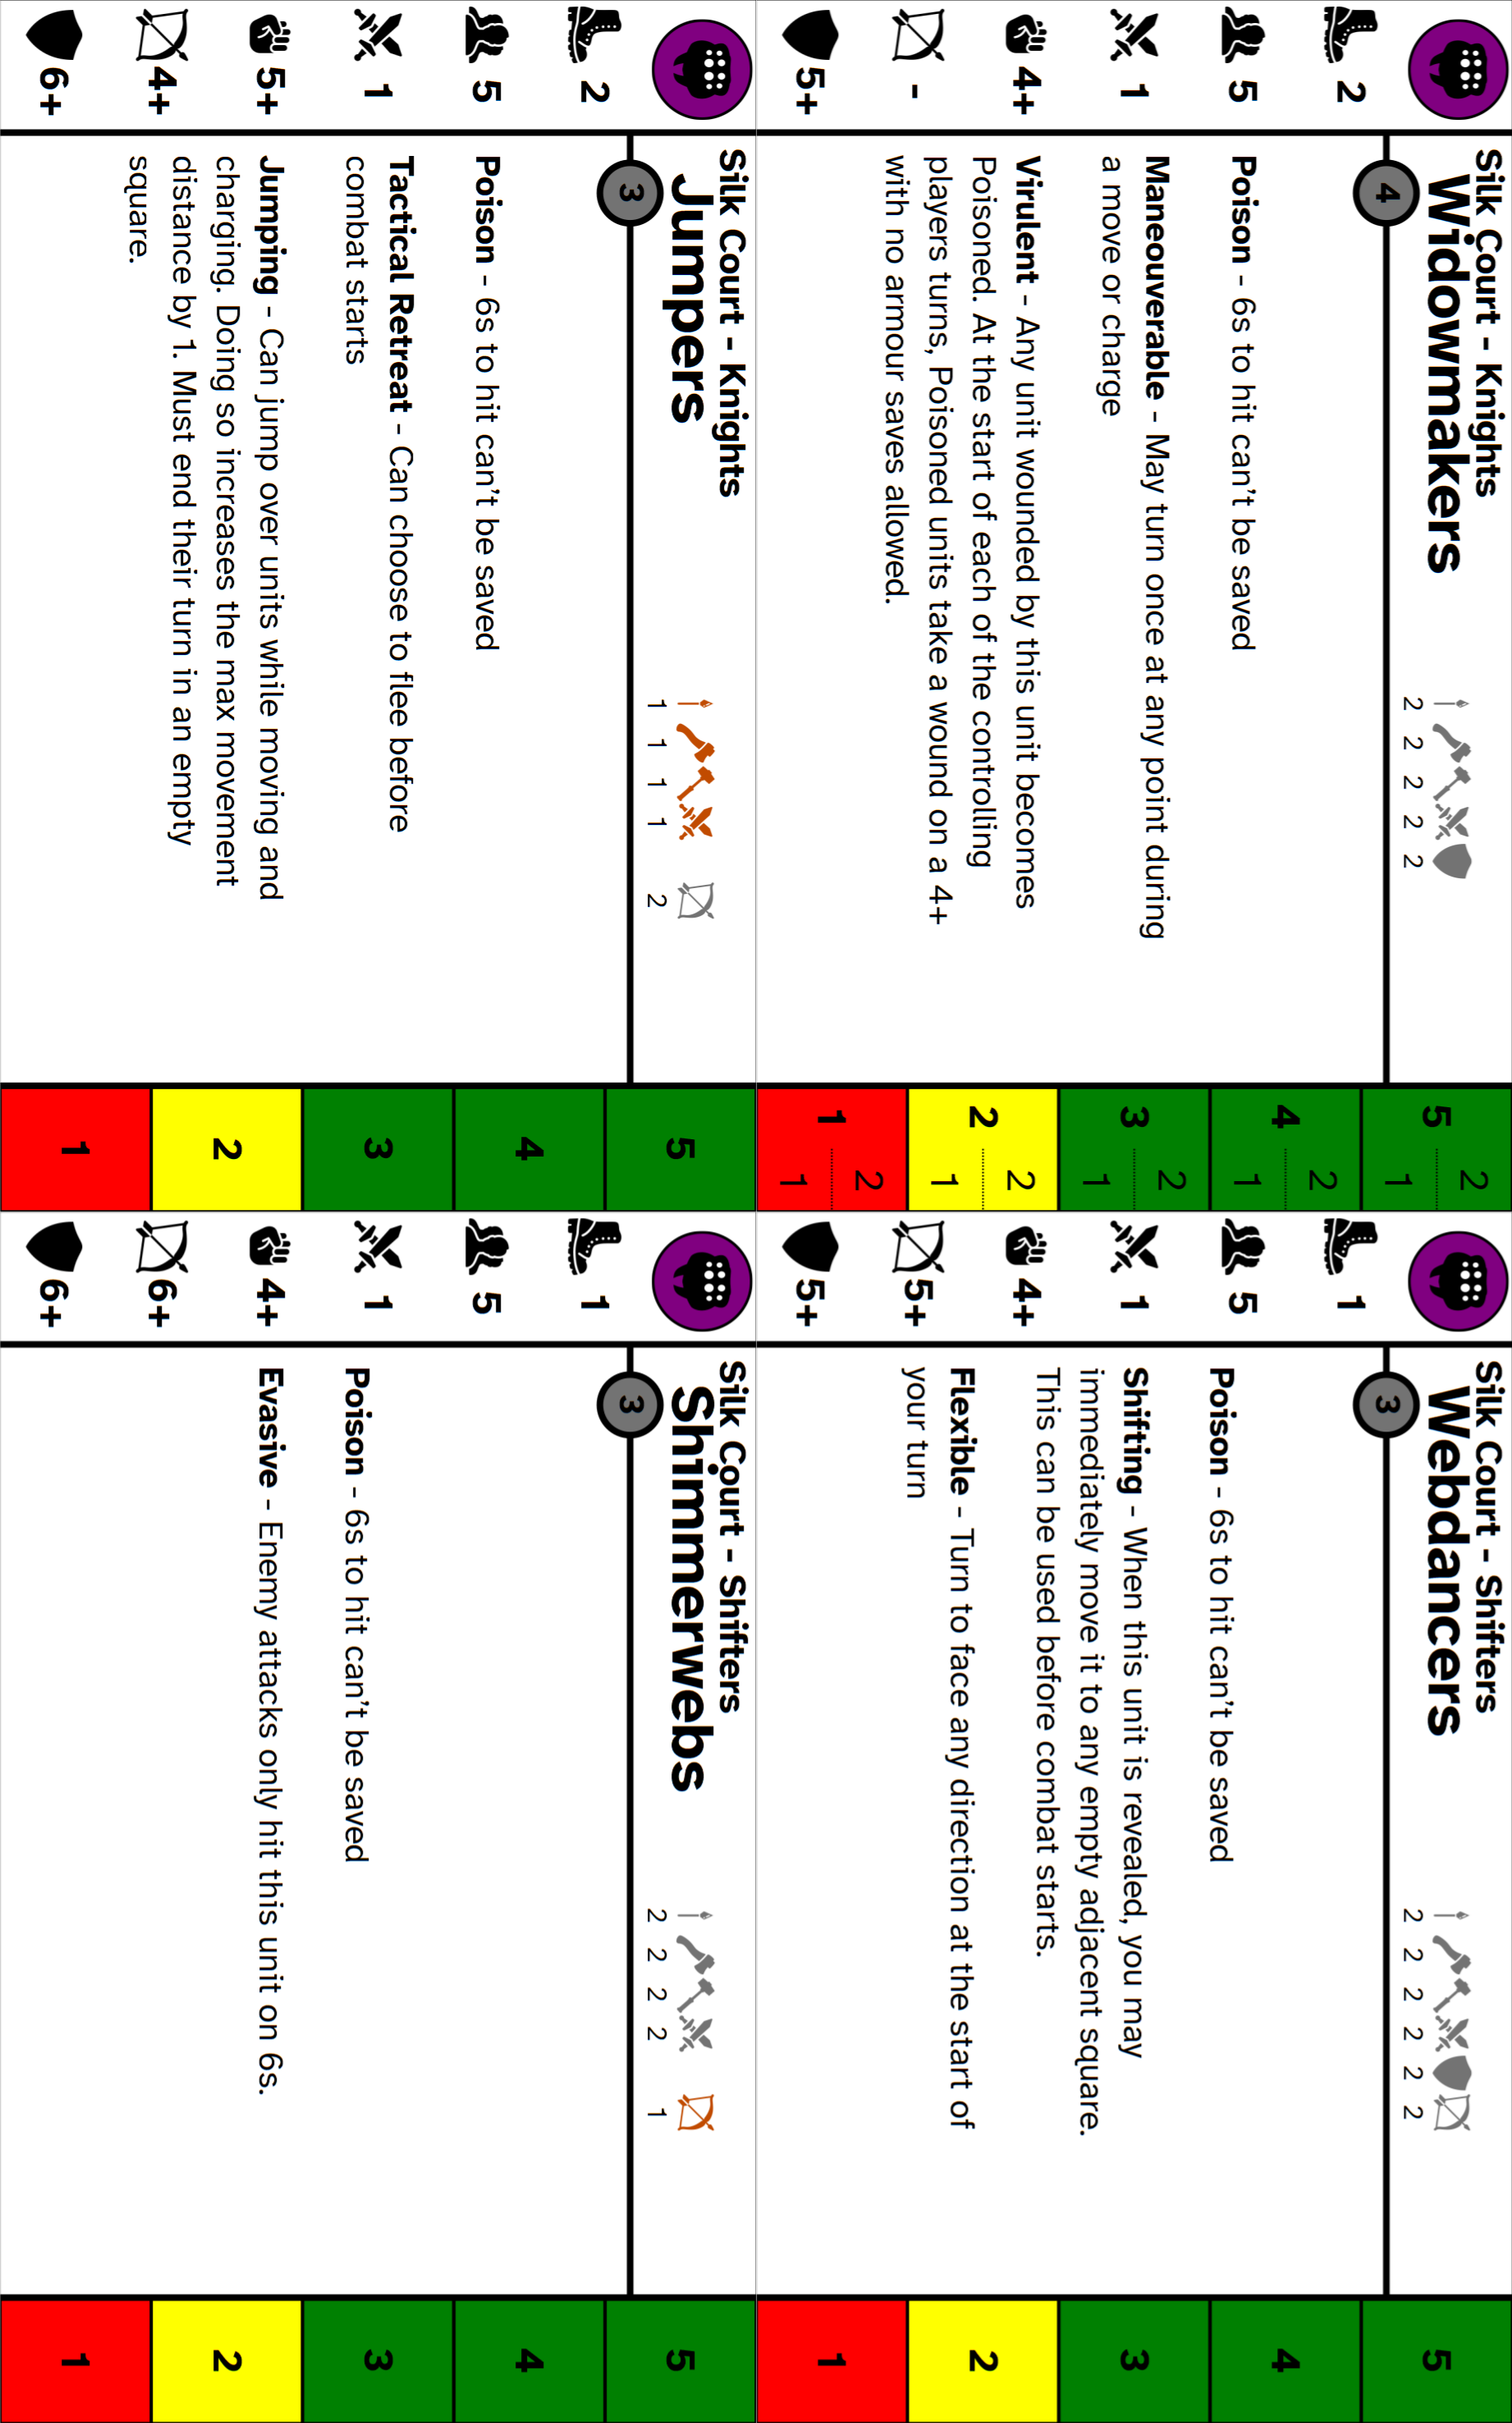 Silk Court - Knights
Widowmakers
2 2 2 2 2
4
2
5
1
4+
-
5+
Poison - 6s to hit can't be saved
Maneouverable - May turn once at any point during
a move or charge
Virulent - Any unit wounded by this unit becomes
Poisoned. At the start of each of the controlling
players turns, Poisoned units take a wound on a 4+
with no armour saves allowed.
5 2 1
4 2 1
3 2 1
2 2 1
1 2 1
Silk Court - Shifters
Webdancers
2 2 2 2 2 2
3
1
5
1
4+
5+
5+
Poison - 6s to hit can't be saved
Shifting - When this unit is revealed, you may
immediately move it to any empty adjacent square.
This can be used before combat starts.
Flexible - Turn to face any direction at the start of
your turn
5
4
3
2
1
Silk Court - Knights
Jumpers
1 1 1 1 2
3
2
5
1
5+
4+
6+
Poison - 6s to hit can't be saved
Tactical Retreat - Can choose to flee before
combat starts
Jumping - Can jump over units while moving and
charging. Doing so increases the max movement
distance by 1. Must end their turn in an empty
square.
5
4
3
2
1
Silk Court - Shifters
Shimmerwebs
2 2 2 2 1
3
1
5
1
4+
6+
6+
Poison - 6s to hit can't be saved
Evasive - Enemy attacks only hit this unit on 6s.
5
4
3
2
1